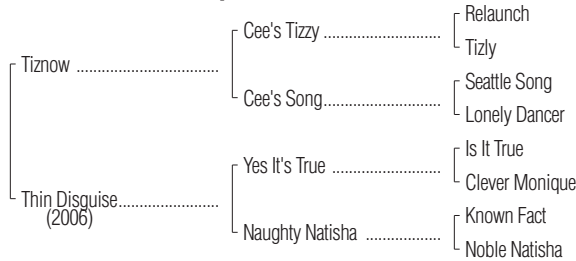 Relaunch
Cee's Tizzy ..............................
Tizly
Tiznow ....................................
Seattle Song
Cee's Song..............................
Lonely Dancer
Is It True
Yes It's True ...........................
Clever Monique
Thin Disguise.........................
(2006)
Known Fact
Naughty Natisha ...................
Noble Natisha